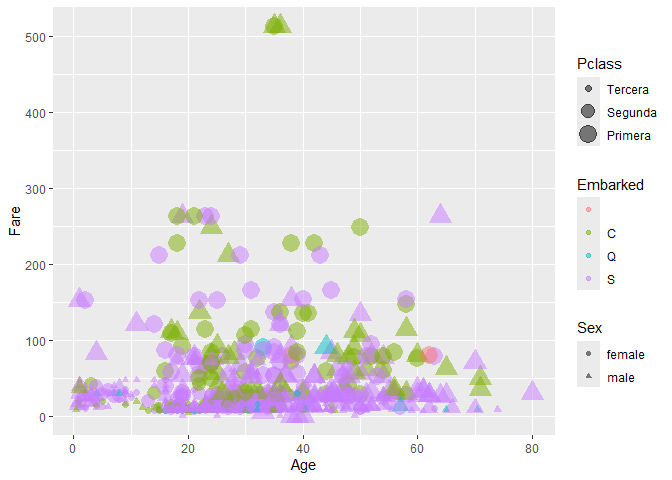 500
400
300
200
100
0
Fare
0 20 40 60 80
Age
Pclass
Tercera
Segunda
Primera
Embarked
C
Q
S
Sex
female
male